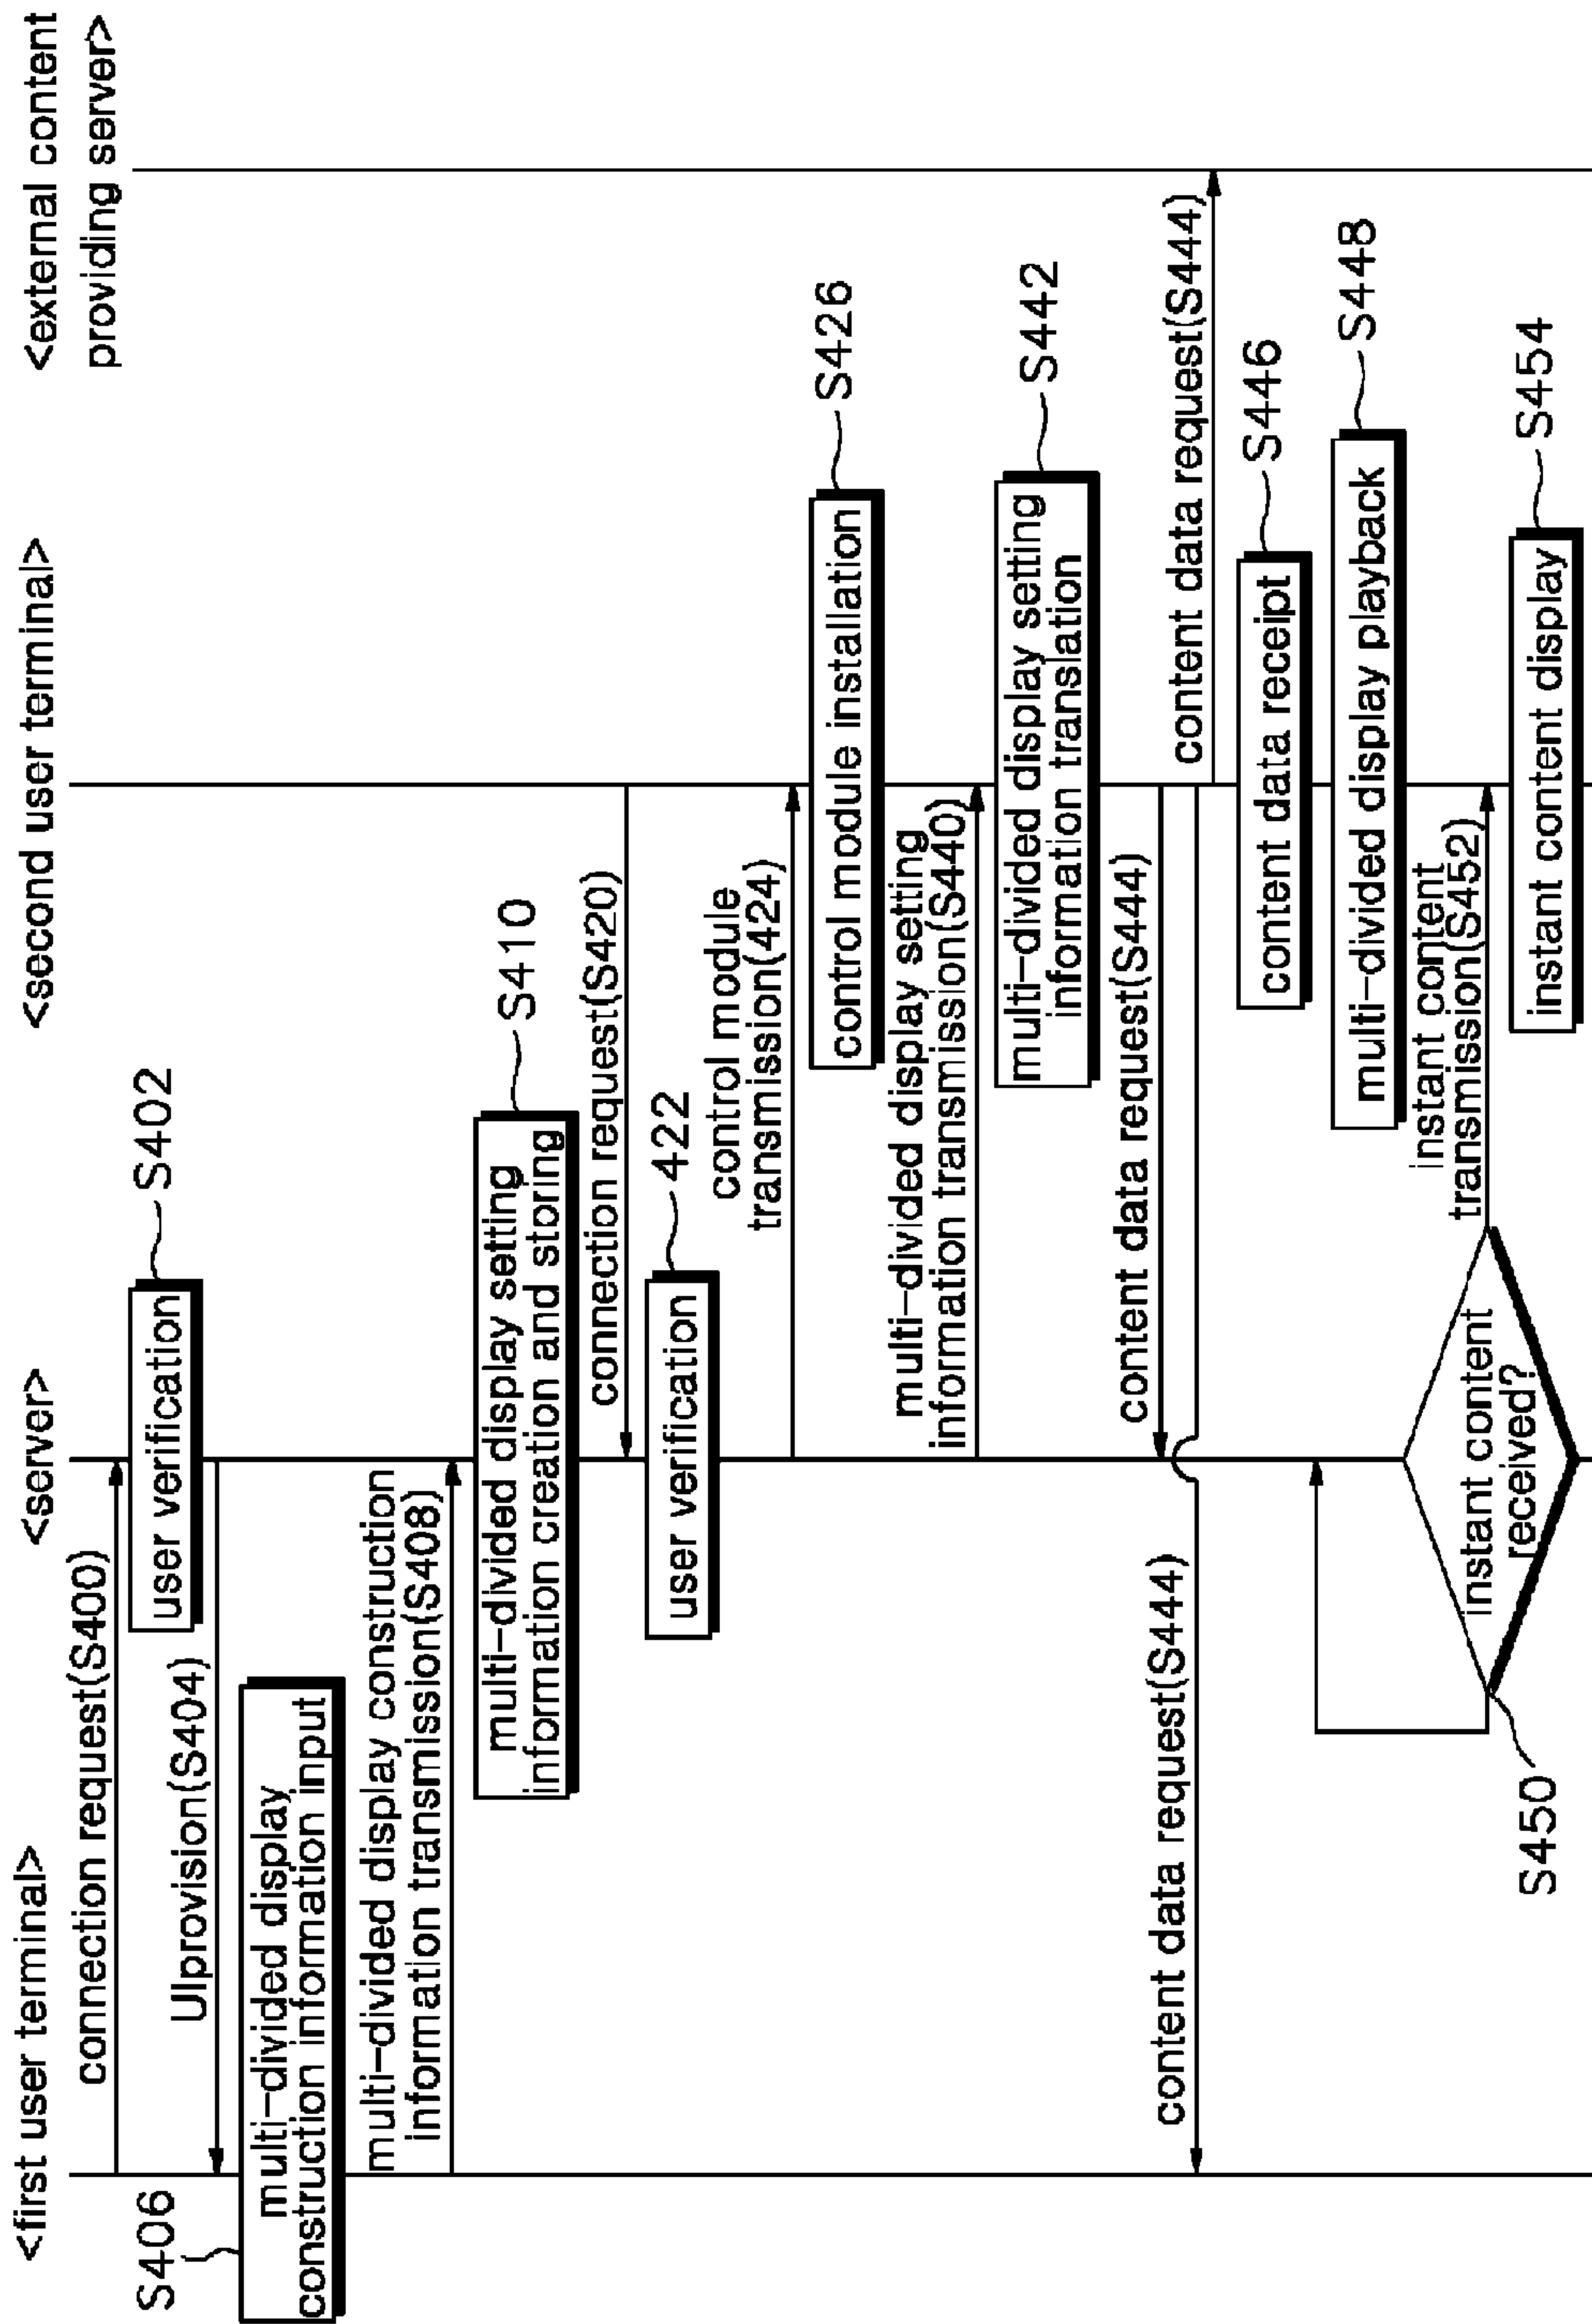 <first user terminal>
<server>
<second user terminal>
<external content
providing server>
connection request(S400)
user verification
S402
UIprovision(S404)
S406
multi-divided display
construction information input
multi-divided display construction
information transmission(S408)
multi-divided display setting
information creation and storing
S410
connection request(S420)
user verification
422
control module
transmission(424)
control module installation
S426
multi-divided display setting
information transmission(S440)
multi-divided display setting
information translation
S442
content data request(S444)
content data request(S444)
content data request(S444)
content data receipt
S446
multi-divided display playback
S448
instant content
received?
S450
instant content
transmission(S452)
instant content display
S454